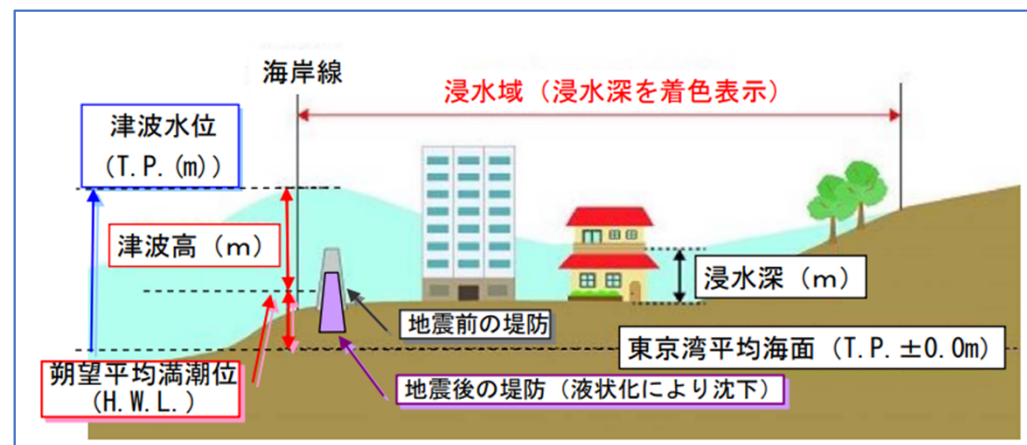 海岸線
浸水域（浸水深を着色表示）
津波水位
（T.P.(m)）
津波高（m）
浸水深（m）
地震前の堤防
東京湾平均海面（T.P.±0.0m）
朔望平均満潮位
(H.W.L.)
地震後の堤防（液状化により沈下）